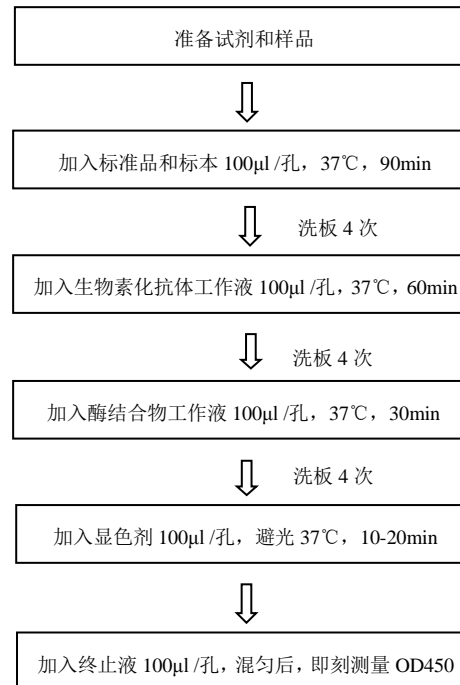 准备试剂和样品
加入标准品和标本 100μl /孔，37℃，90min
洗板 4 次
加入生物素化抗体工作液 100μl /孔，37℃，60min
洗板 4 次
加入酶结合物工作液 100μl /孔，37℃，30min
洗板 4 次
加入显色剂 100μl /孔，避光 37℃，10-20min
加入终止液 100μl /孔，混匀后，即刻测量 OD450